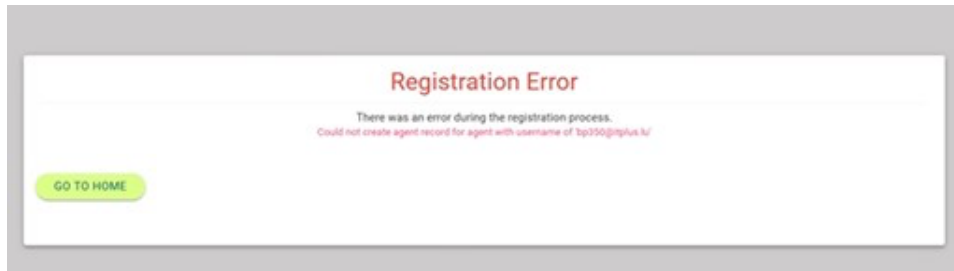 Registration Error
There was an error during the registration process.
Could not create agent record for agent with username of 'bp350@itplus.lu'
GO TO HOME